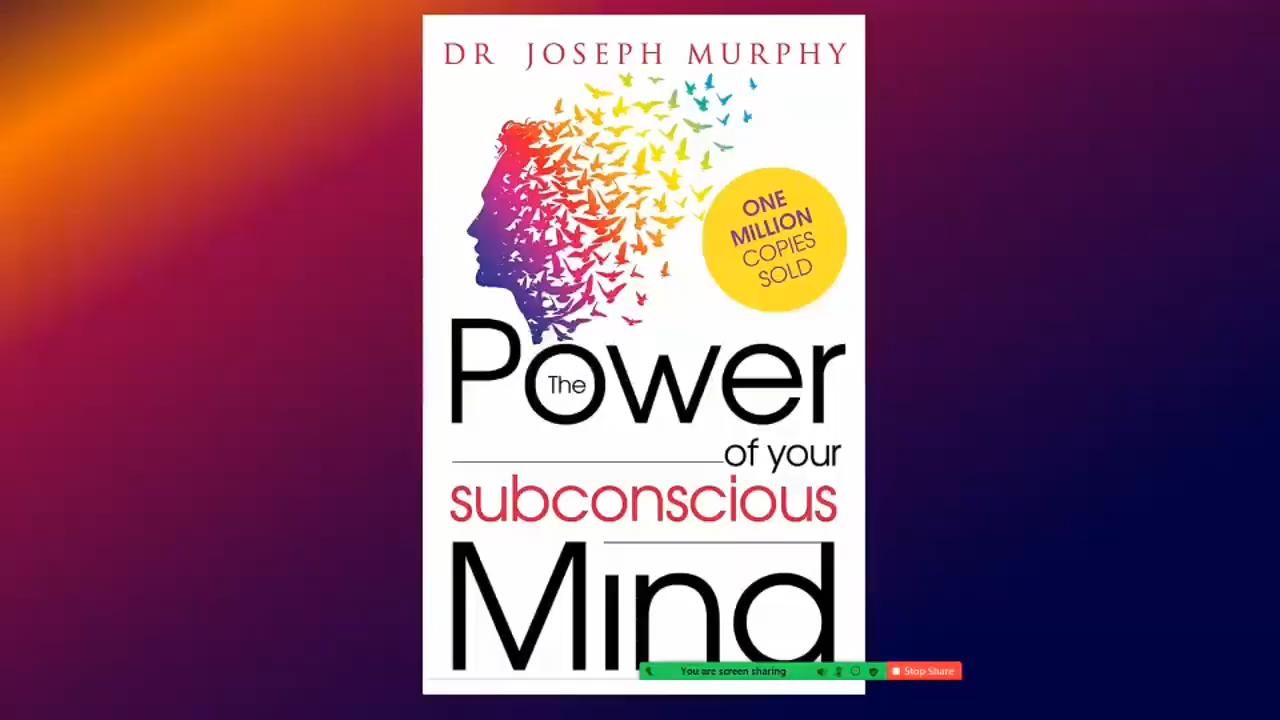 DR JOSEPH MURPHY
ONE
MILLION
COPIES
SOLD
The
Power
of your
subconscious
Mind
You are screen sharing
Stop Share